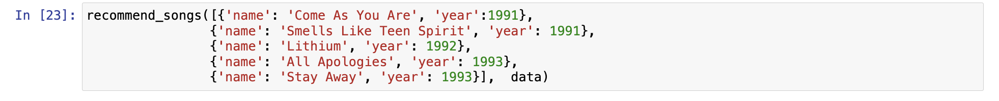 In [23]: recommend_songs([{'name': 'Come As You Are', 'year':1991},
{'name': 'Smells Like Teen Spirit', 'year': 1991},
{'name': 'Lithium', 'year': 1992},
{'name': 'All Apologies', 'year': 1993},
{'name': 'Stay Away', 'year': 1993}],  data)